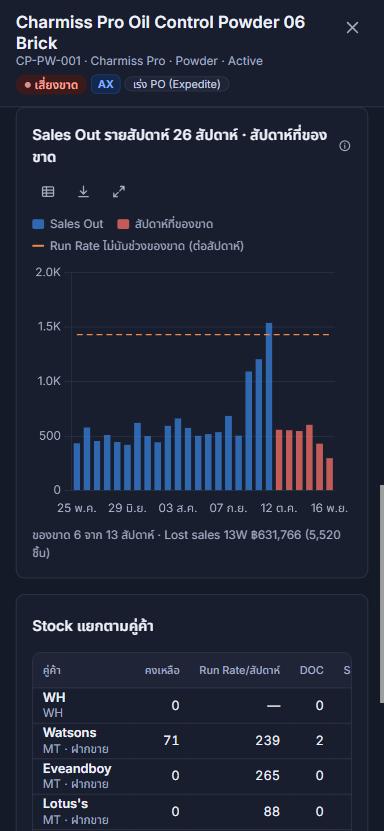 Charmiss Pro Oil Control Powder 06
Brick
CP-PW-001 · Charmiss Pro · Powder · Active
เสี่ยงขาด AX เร่ง PO (Expedite)
Sales Out รายสัปดาห์ 26 สัปดาห์ · สัปดาห์ที่ของ
ขาด
Sales Out สัปดาห์ที่ของขาด
Run Rate ไม่นับช่วงของขาด (ต่อสัปดาห์)
2.0K
1.5K
1.0K
500
0
25 พ.ค. 29 มิ.ย. 03 ส.ค. 07 ก.ย. 12 ต.ค. 16 พ.ย.
ของขาด 6 จาก 13 สัปดาห์ · Lost sales 13W ฿631,766 (5,520
ชิ้น)
Stock แยกตามคู่ค้า
คู่ค้า คงเหลือ Run Rate/สัปดาห์ DOC S
WH 0 — 0
WH
Watsons 71 239 2
MT · ฝากขาย
Eveandboy 0 265 0
MT · ฝากขาย
Lotus's 0 88 0
MT · ฝากขาย